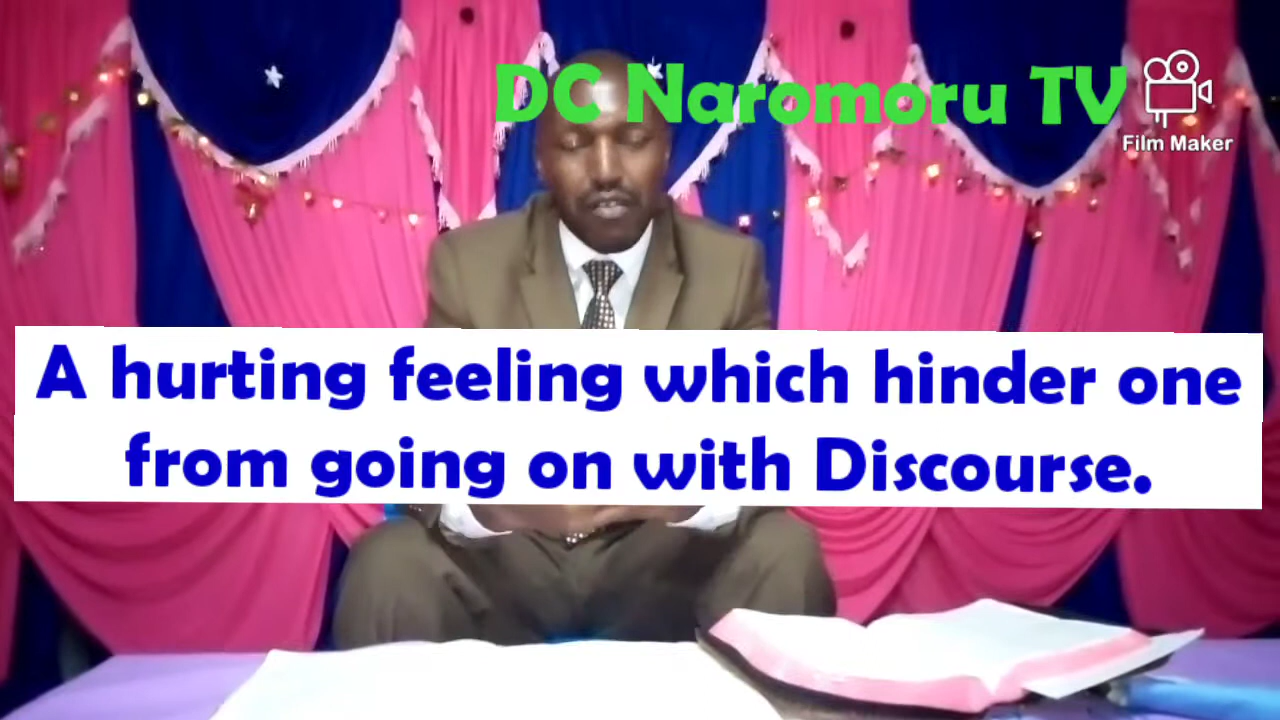 DC Naromoru TV
Film Maker
A hurting feeling which hinder one
from going on with Discourse.